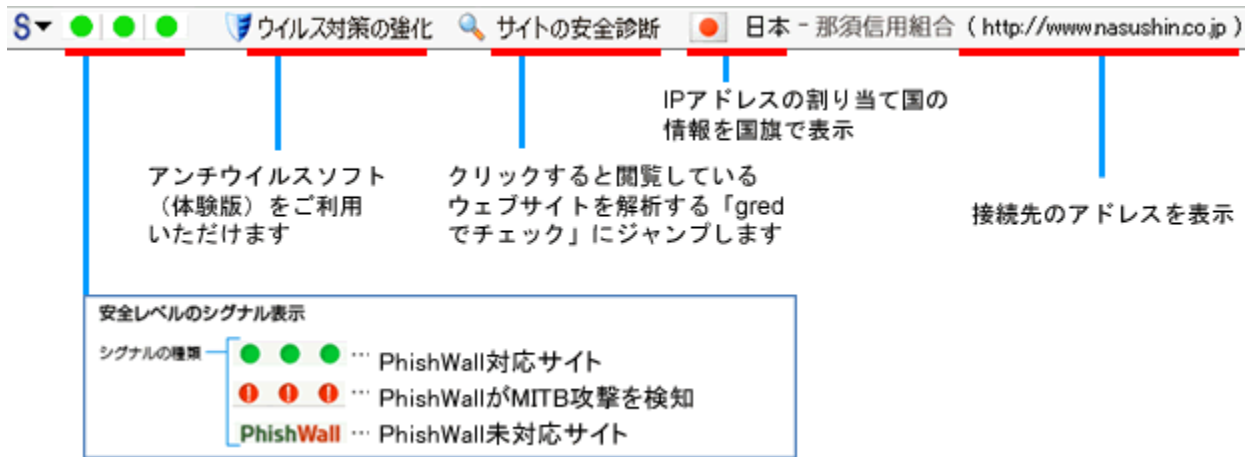 S ウイルス対策の強化 サイトの安全診断 日本 - 那須信用組合 ( http://www.nasushin.co.jp )
IPアドレスの割り当て国の
情報を国旗で表示
アンチウイルスソフト
（体験版）をご利用
いただけます
クリックすると閲覧している
ウェブサイトを解析する「gred
でチェック」にジャンプします
接続先のアドレスを表示
安全レベルのシグナル表示
シグナルの種類
… PhishWall対応サイト
… PhishWallがMITB攻撃を検知
PhishWall … PhishWall未対応サイト